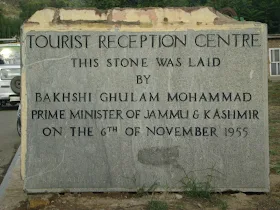 TOURIST RECEPTION CENTRE
THIS STONE WAS LAID
BY
BAKHSHI GHULAM MOHAMMAD
PRIME MINISTER OF JAMMU & KASHMIR
ON THE 6TH OF NOVEMBER 1955